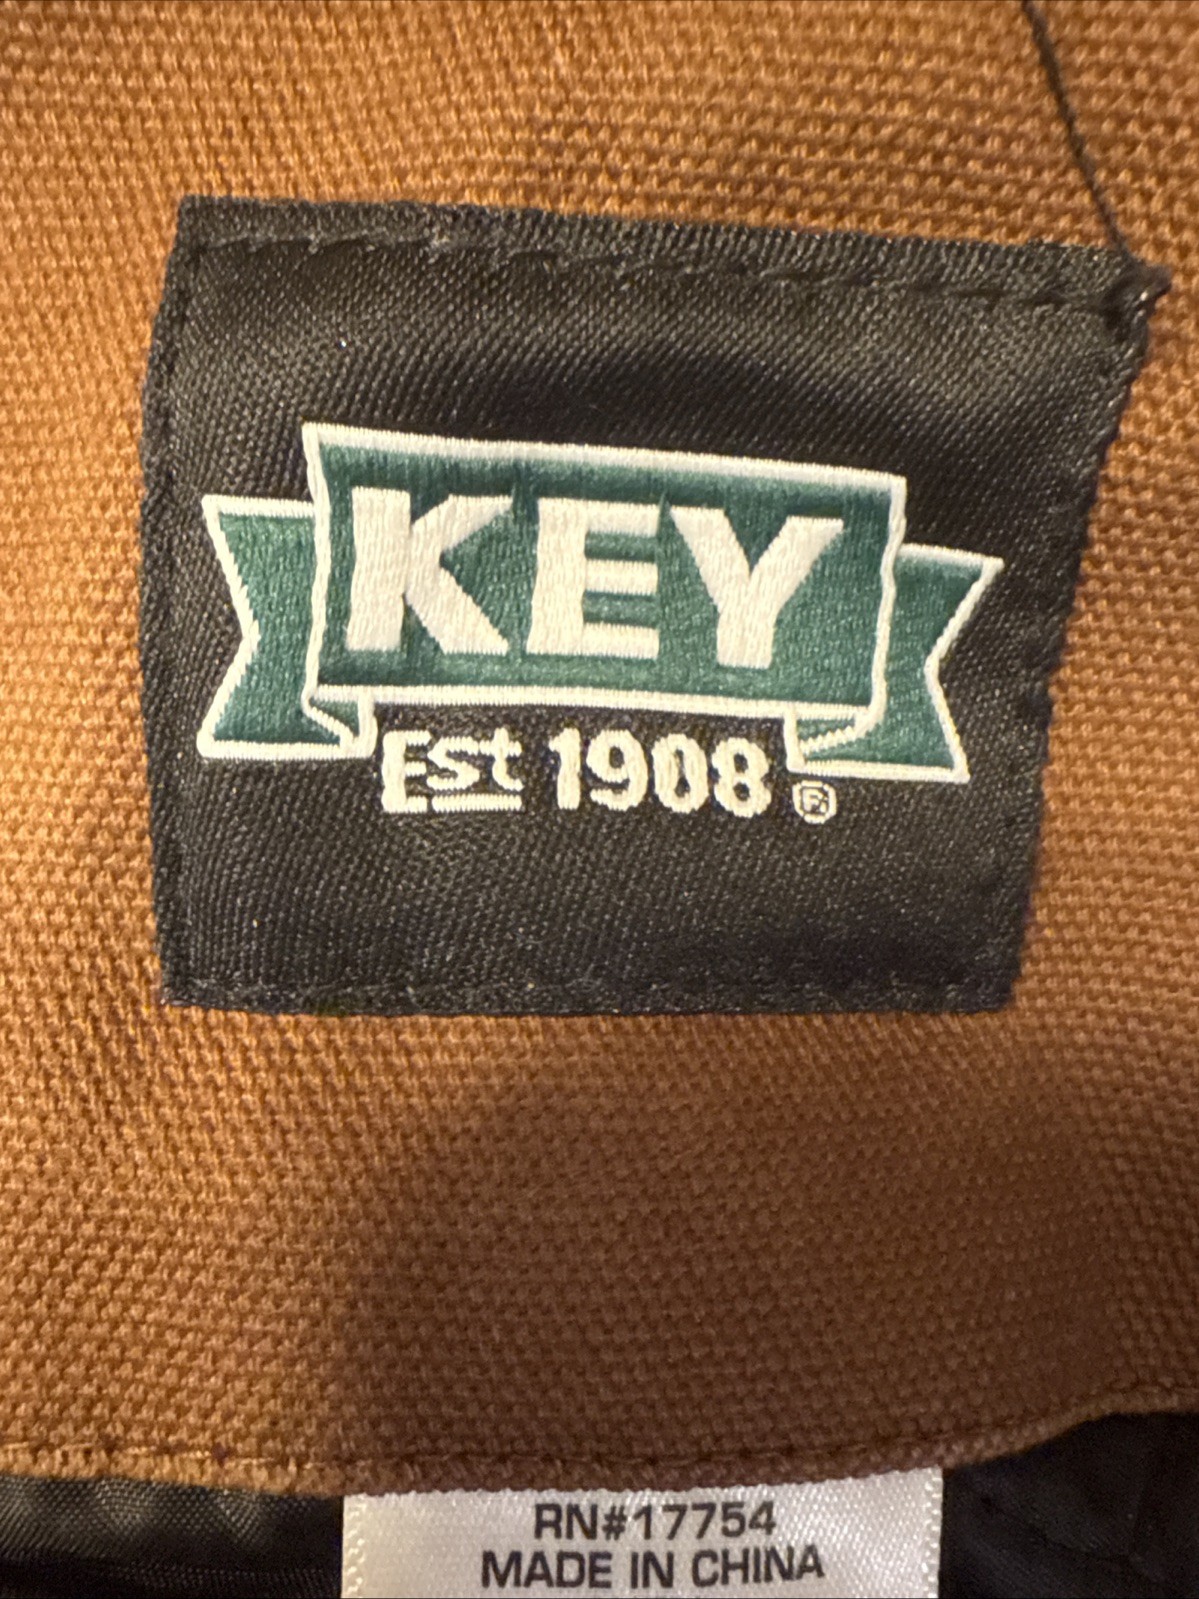 KEY
Est 1908 ®
RN#17754
MADE IN CHINA